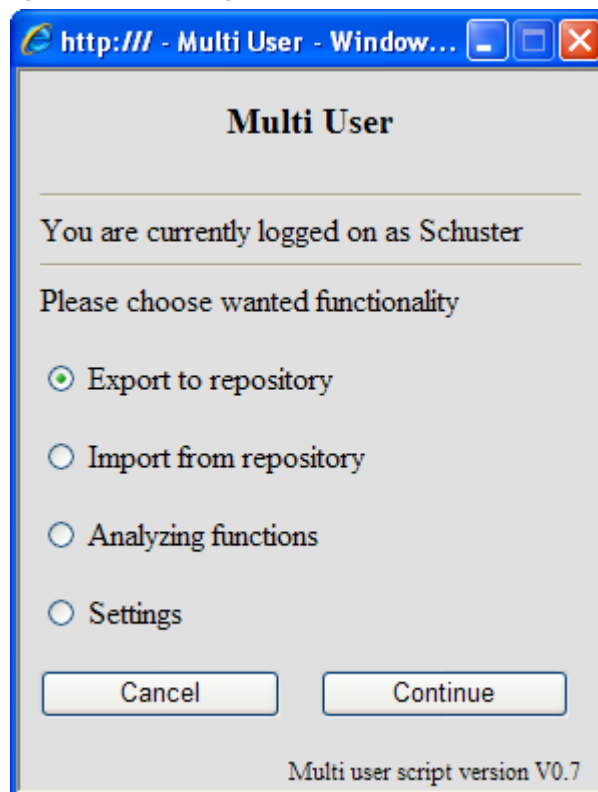 http:/// - Multi User - Window...
Multi User
You are currently logged on as Schuster
Please choose wanted functionality
Export to repository
Import from repository
Analyzing functions
Settings
Cancel Continue
Multi user script version V0.7